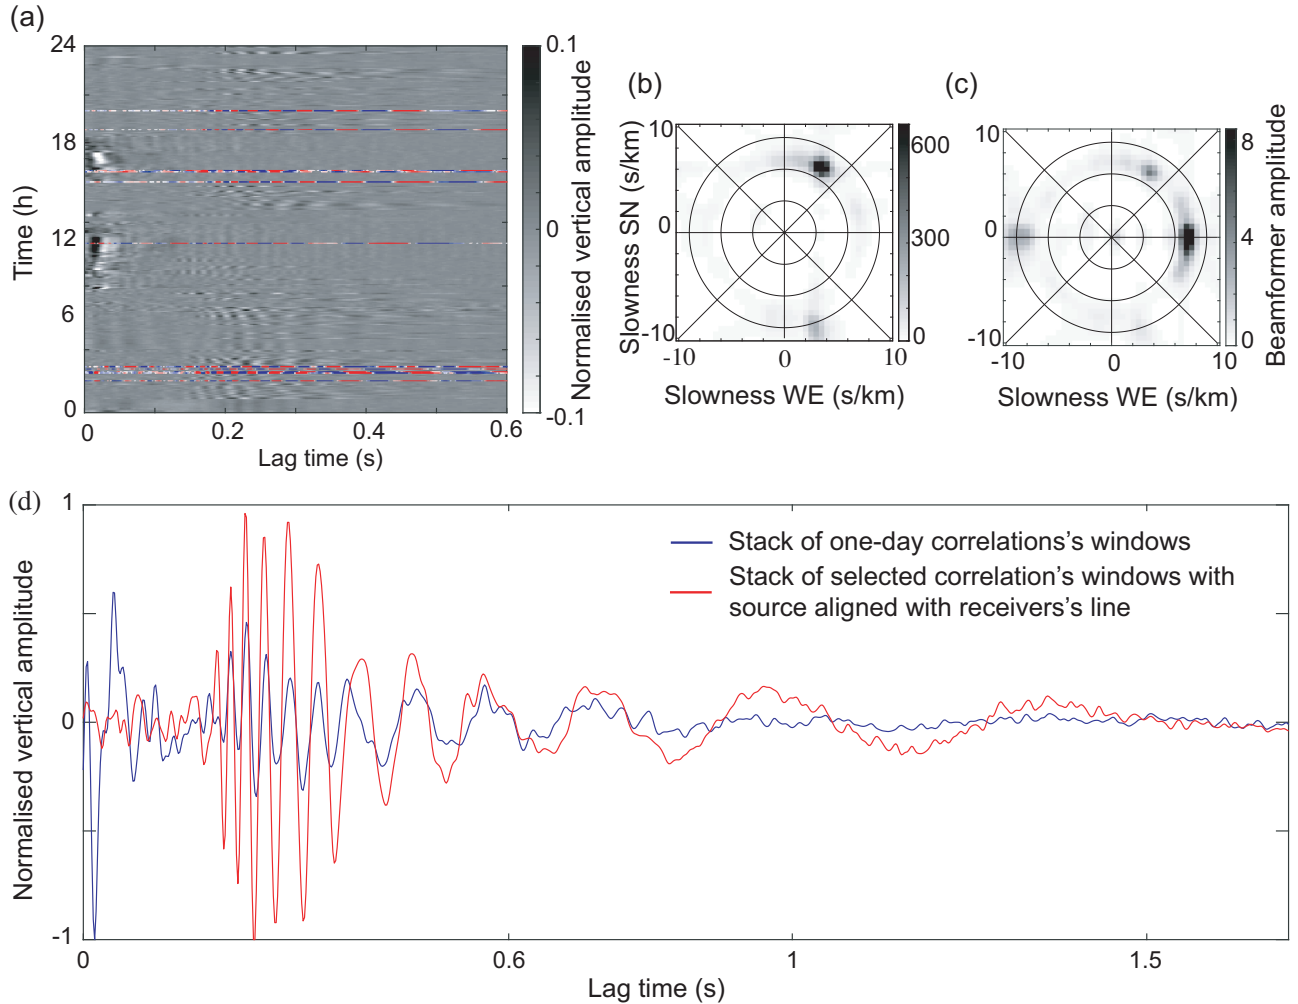 (a)
24
18
12
6
0
Time (h)
0
0.2
0.4
0.6
Lag time (s)
0.1
0
-0.1
Normalised vertical amplitude
(b)
10
0
-10
Slowness SN (s/km)
-10
0
10
Slowness WE (s/km)
600
300
0
(c)
10
0
-10
-10
0
10
Slowness WE (s/km)
8
4
0
Beamformer amplitude
(d)
1
0
-1
Normalised vertical amplitude
Stack of one-day correlations's windows
Stack of selected correlation's windows with
source aligned with receivers's line
0
0.6
1
1.5
Lag time (s)